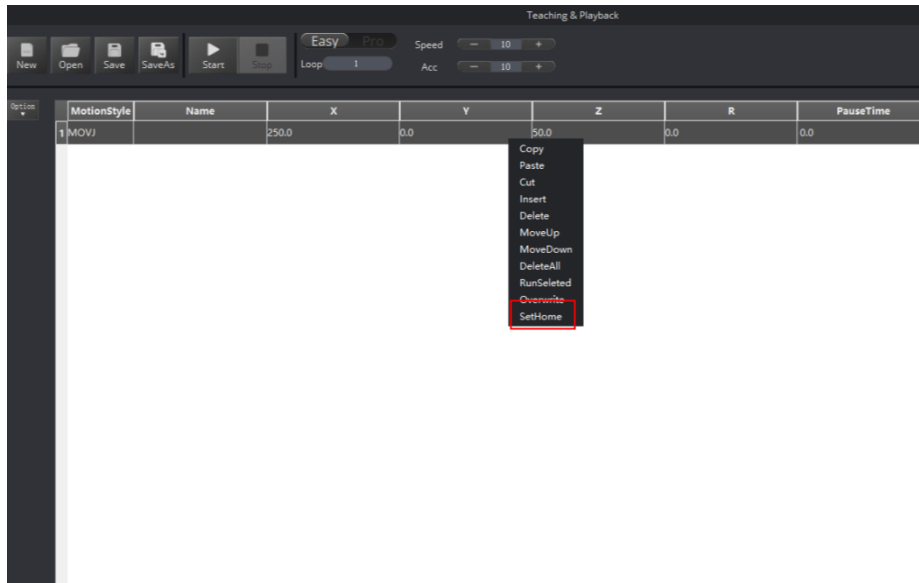 Teaching & Playback
New Open Save SaveAs Start Stop Easy Pro Speed 10
Loop 1 Acc 10
Option
MotionStyle Name X Y Z R PauseTime
1 MOVJ 250.0 0.0 50.0 0.0 0.0
Copy
Paste
Cut
Insert
Delete
MoveUp
MoveDown
DeleteAll
RunSeleted
Overwrite
SetHome